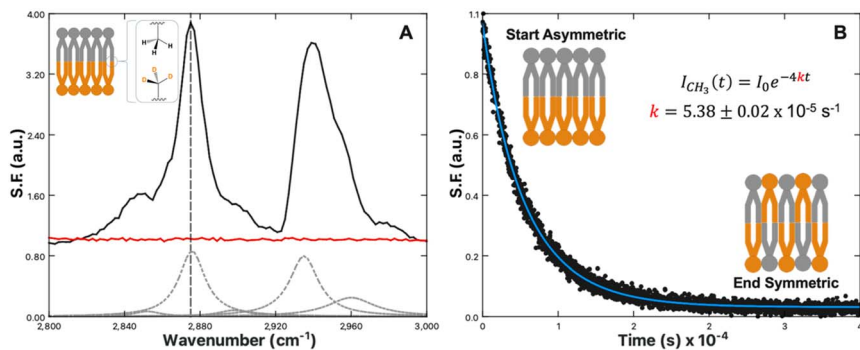 A
4.00
3.20
2.40
1.60
0.80
0
S.F. (a.u.)
H
H
H
D
D
D
2,800
2,840
2,880
2,920
2,960
3,000
Wavenumber (cm⁻¹)
B
1.1
0.8
0.6
0.4
0.2
0
S.F. (a.u.)
Start Asymmetric
I_CH₃(t) = I₀e^−4kt
k = 5.38 ± 0.02 x 10⁻⁵ s⁻¹
End Symmetric
0
1
2
3
4
Time (s) x 10⁻⁴